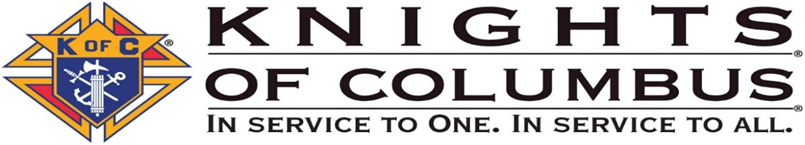 K OF C ®
KNIGHTS
OF COLUMBUS®
IN SERVICE TO ONE. IN SERVICE TO ALL.